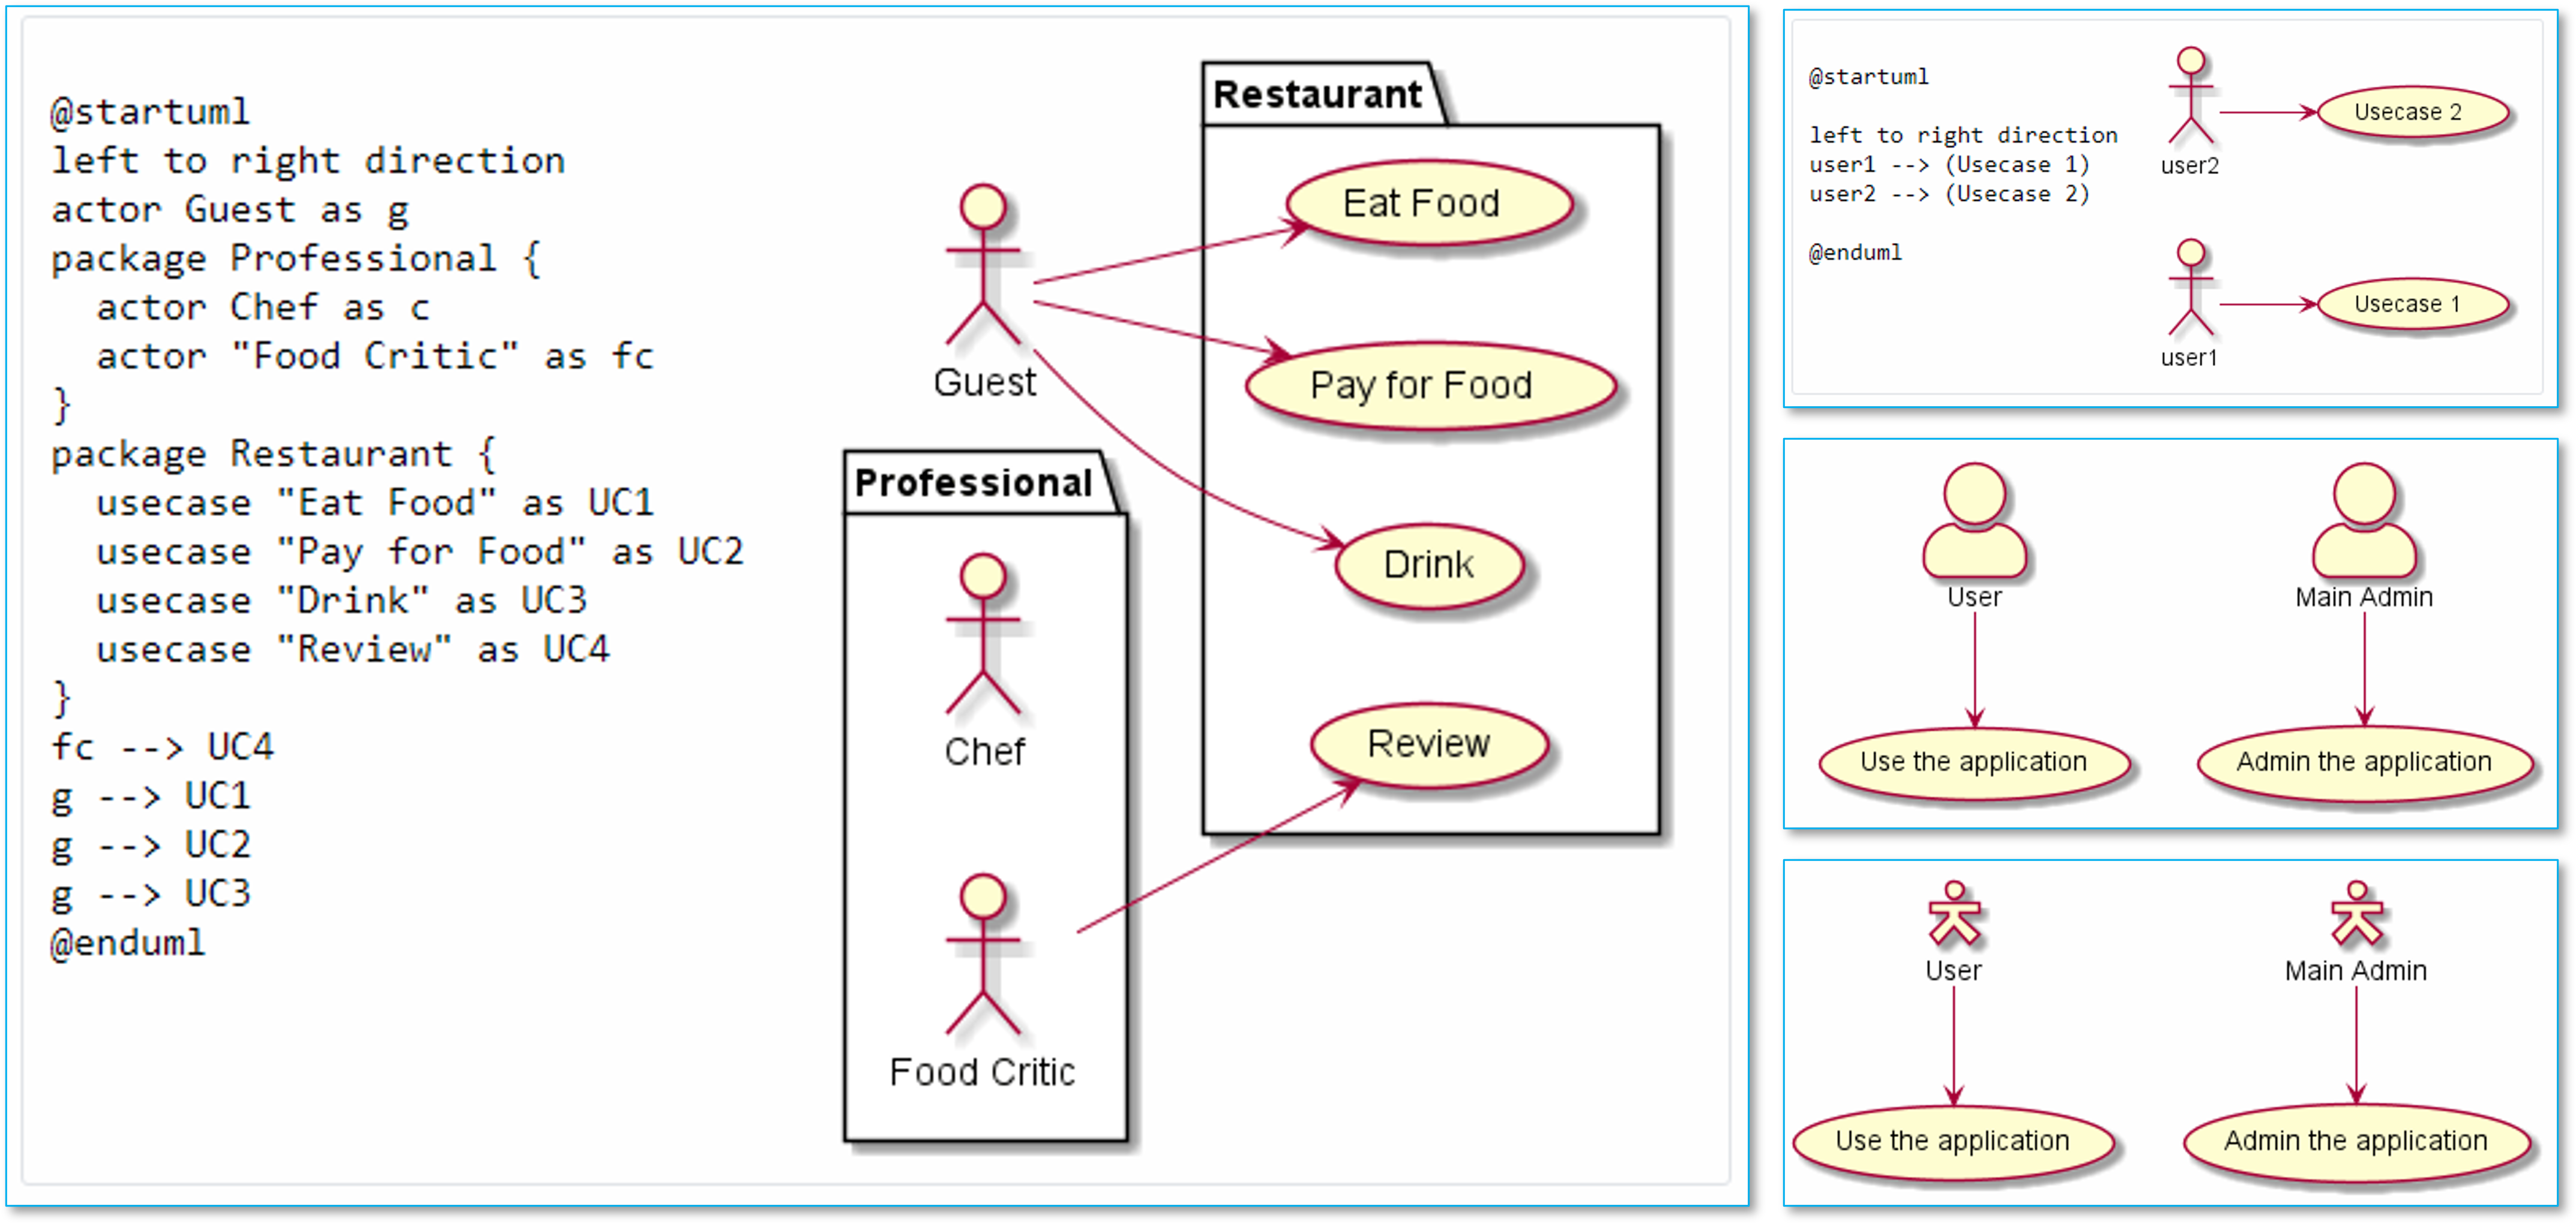 @startuml
left to right direction
actor Guest as g
package Professional {
  actor Chef as c
  actor "Food Critic" as fc
}
package Restaurant {
  usecase "Eat Food" as UC1
  usecase "Pay for Food" as UC2
  usecase "Drink" as UC3
  usecase "Review" as UC4
}
fc --> UC4
g --> UC1
g --> UC2
g --> UC3
@enduml
Restaurant
Eat Food
Guest
Pay for Food
Professional
Drink
Chef
Review
Food Critic
@startuml
left to right direction
user1 --> (Usecase 1)
user2 --> (Usecase 2)
@enduml
Usecase 2
user2
Usecase 1
user1
User
Main Admin
Use the application
Admin the application
User
Main Admin
Use the application
Admin the application